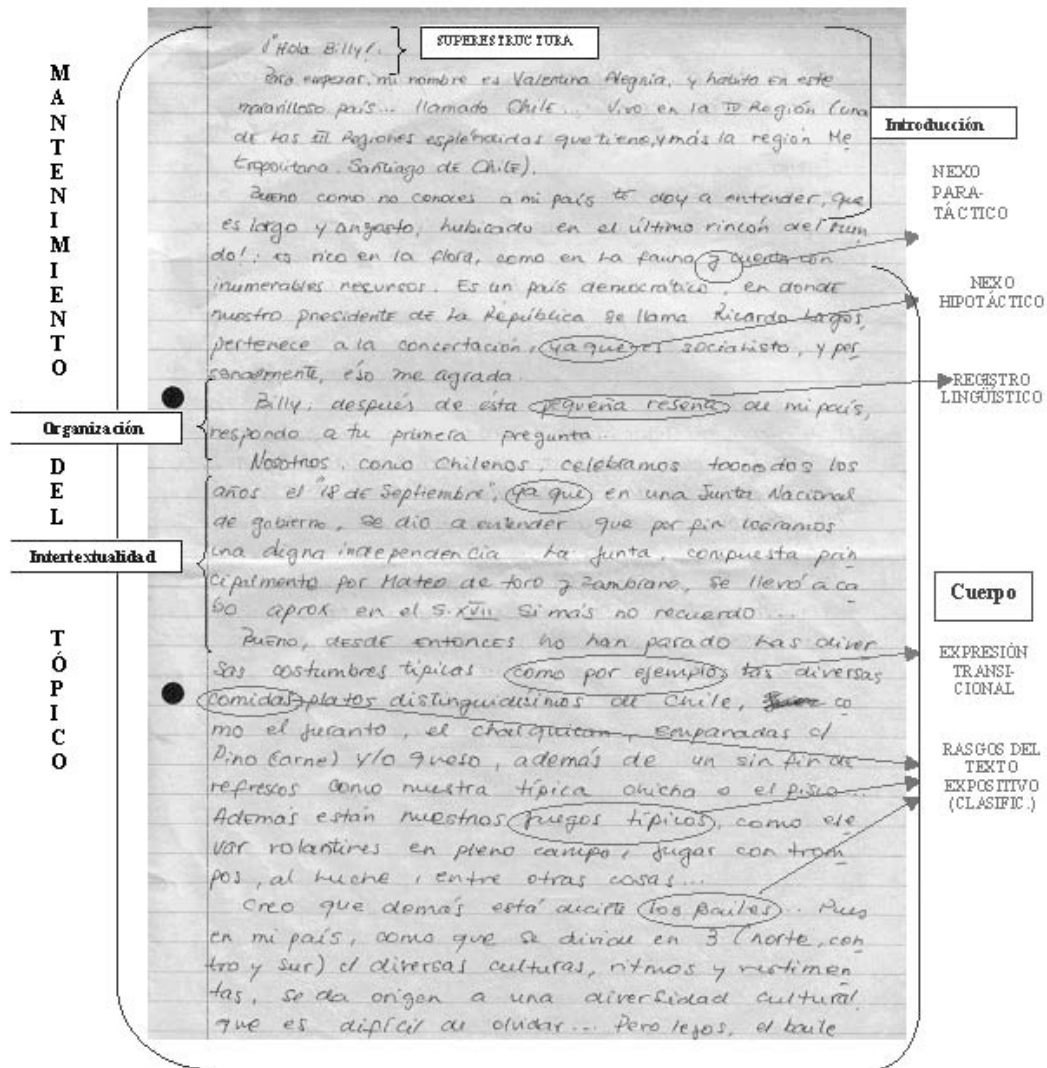 MANTENIMIENTO DEL TÓPICO
SUPERESTRUCTURA
Introducción
NEXO
PARA-
TÁCTICO
NEXO
HIPOTÁCTICO
REGISTRO
LINGÜÍSTICO
Organización
Intertextualidad
Cuerpo
EXPRESIÓN
TRANSI-
CIONAL
RASGOS DEL
TEXTO
EXPOSITIVO
(CLASIFIC.)
¡Hola Billy!.
Para empezar, mi nombre es Valentina Alegría, y habito en este
maravilloso país... llamado Chile... Vivo en la IV Región (una
de las III Regiones espléndidas que tiene, y más la región Me
tropolitana. Santiago de Chile).
Bueno como no conoces a mi país te doy a entender, que
es largo y angosto, hubicado en el último rincón del mun
do!; es rico en la flora, como en la fauna y cuenta con
inumerables recursos. Es un país democrático, en donde
nuestro presidente de la República se llama Ricardo Lagos,
pertenece a la concertación, ya que es socialista, y per
sonalmente, eso me agrada.
Billy, después de ésta pequeña reseña de mi país,
respondo a tu primera pregunta...
Nosotros, como Chilenos, celebramos toooodos los
años el "18 de Septiembre", ya que en una Junta Nacional
de gobierno, se dio a entender que por fin logramos
una digna independencia. La Junta, compuesta prin
cipalmente por Mateo de toro y Zambrano, se llevó a ca
bo aprox en el S. XVII Si más no recuerdo...
Bueno, desde entonces no han parado las diver
sas costumbres típicas como por ejemplo, las diversas
comidas, platos distinguidísimos de Chile, co
mo el juranto, el charquican, empanadas c/
Pino (carne) y/o queso, además de un sin fin de
refrescos como nuestra típica chicha o el pisco...
Además están nuestros juegos típicos, como ele
var volantines en pleno campo, jugar con trom
pos, al luche, entre otras cosas...
Creo que demás está decirte los bailes... Pues
en mi país, como que se divide en 3 (norte, cen
tro y sur) c/ diversas culturas, ritmos y vestimen
tas, se da origen a una diversidad cultural
que es difícil de olvidar... Pero lejos, el baile